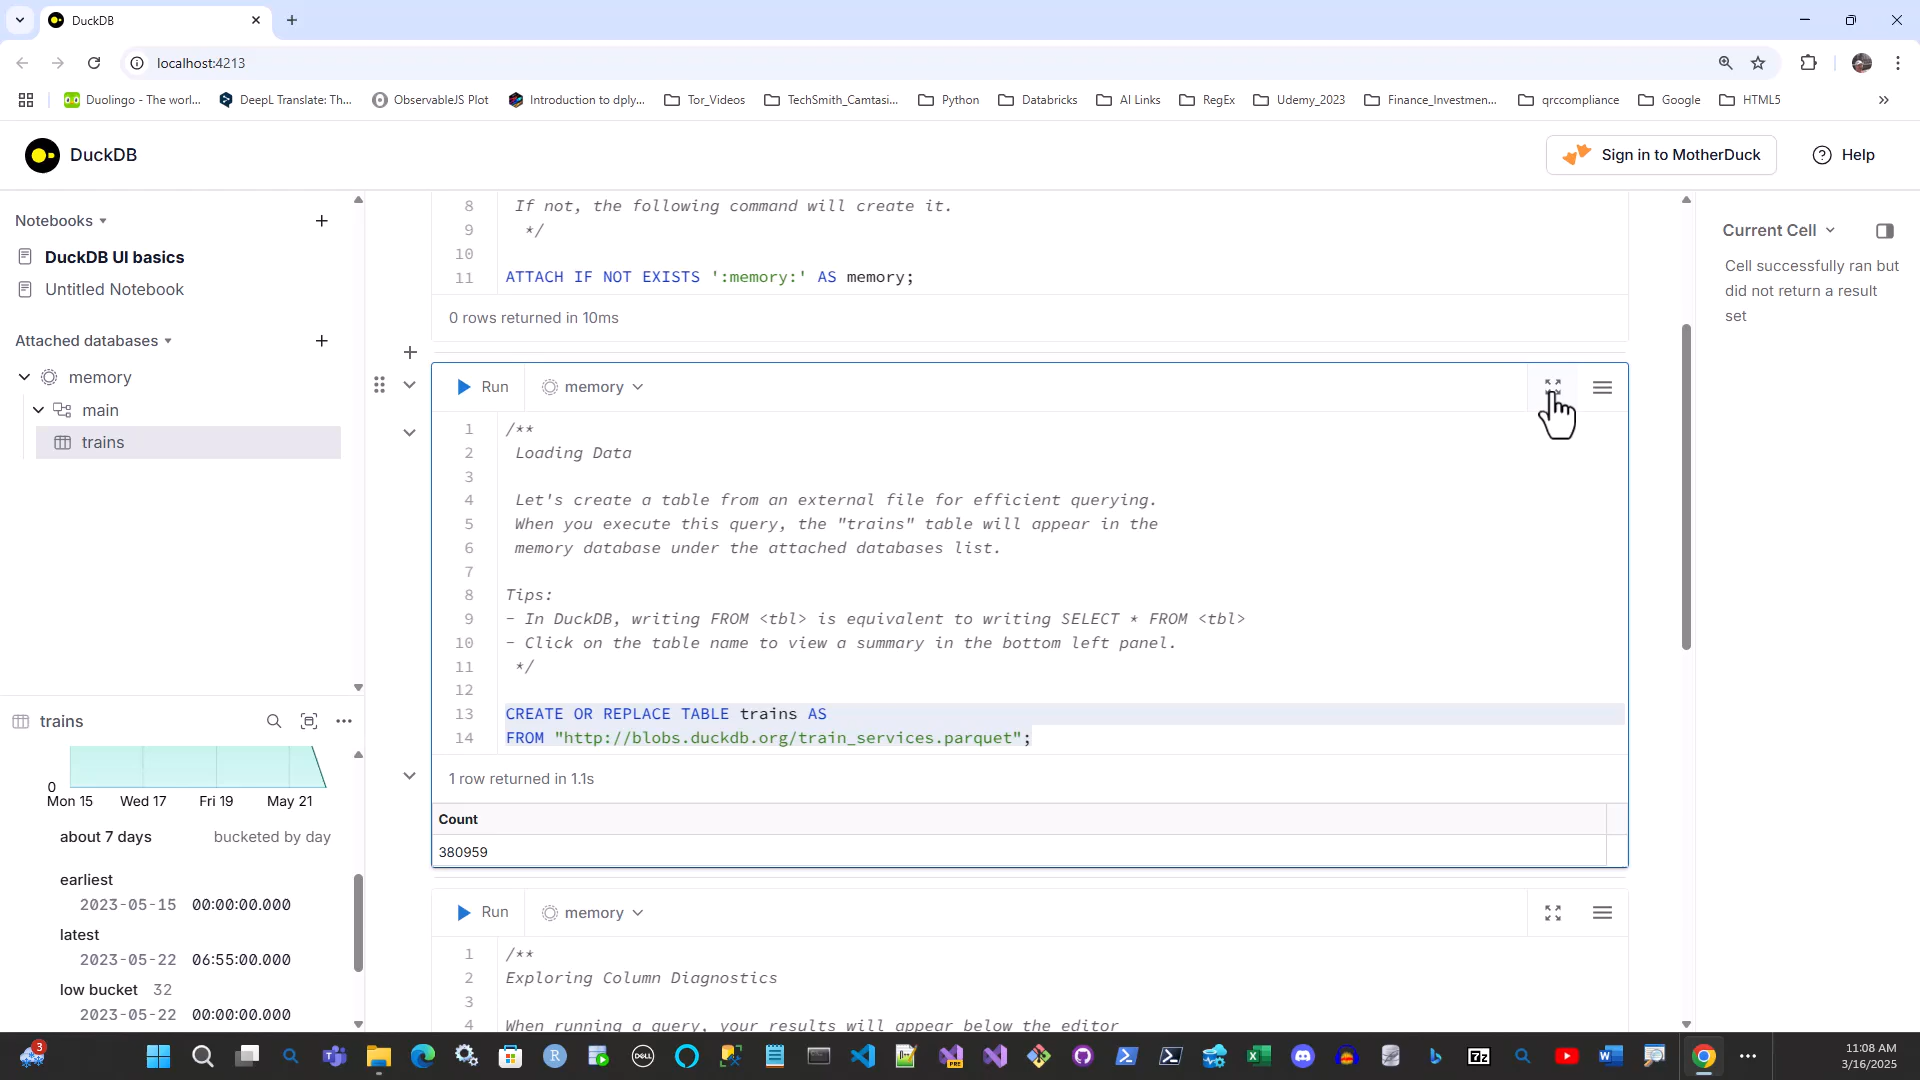 DuckDB
localhost:4213
Duolingo - The worl...
DeepL Translate: Th...
ObservableJS Plot
Introduction to dply...
Tor_Videos
TechSmith_Camtasi...
Python
Databricks
AI Links
RegEx
Udemy_2023
Finance_Investmen...
qrccompliance
Google
HTML5
DuckDB
Sign in to MotherDuck
Help
Notebooks
DuckDB UI basics
Untitled Notebook
Attached databases
memory
main
trains
trains
0
Mon 15 Wed 17 Fri 19 May 21
about 7 days bucketed by day
earliest
2023-05-15 00:00:00.000
latest
2023-05-22 06:55:00.000
low bucket 32
2023-05-22 00:00:00.000
8 If not, the following command will create it.
9 */
10
11 ATTACH IF NOT EXISTS ':memory:' AS memory;
0 rows returned in 10ms
Run memory
1 /**
2 Loading Data
3
4 Let's create a table from an external file for efficient querying.
5 When you execute this query, the "trains" table will appear in the
6 memory database under the attached databases list.
7
8 Tips:
9 - In DuckDB, writing FROM <tbl> is equivalent to writing SELECT * FROM <tbl>
10 - Click on the table name to view a summary in the bottom left panel.
11 */
12
13 CREATE OR REPLACE TABLE trains AS
14 FROM "http://blobs.duckdb.org/train_services.parquet";
1 row returned in 1.1s
Count
380959
Run memory
1 /**
2 Exploring Column Diagnostics
3
4 When running a query, your results will appear below the editor
Current Cell
Cell successfully ran but
did not return a result
set
3
DELL
PRE
7z
11:08 AM
3/16/2025